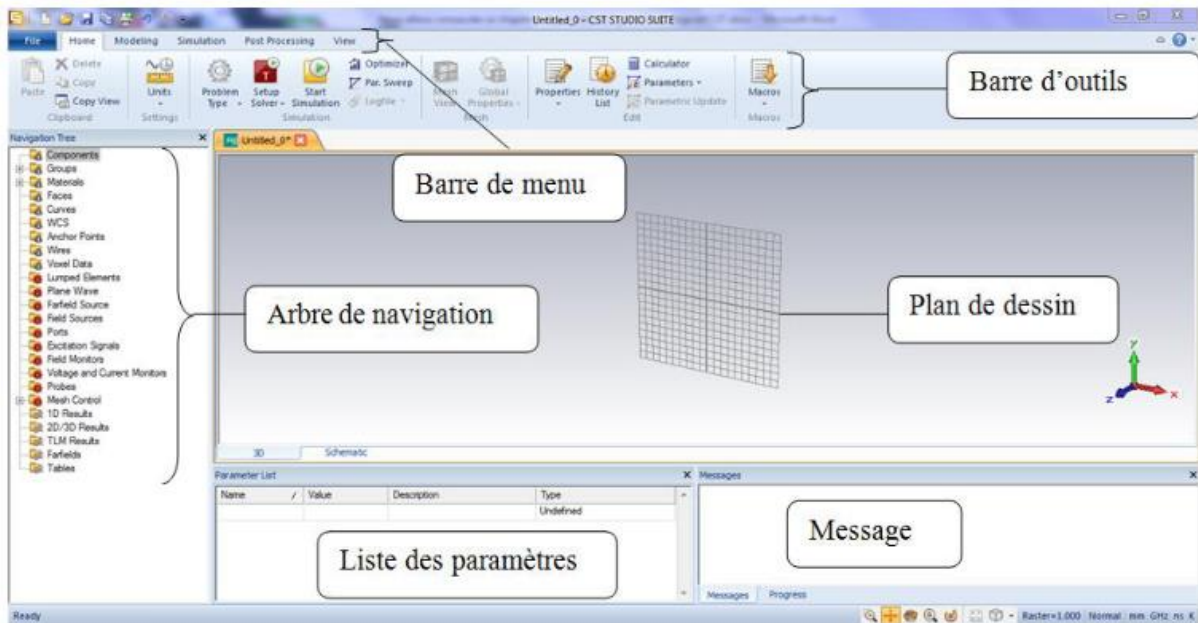 Untitled_0 - CST STUDIO SUITE
File Home Modeling Simulation Post Processing View
Paste
Delete
Copy
Copy View
Clipboard
Units
Settings
Problem Type
Setup Solver
Start Simulation
Optimizer
Par. Sweep
Logfile
Simulation
Mesh View
Global Properties
Mesh
Properties
History List
Calculator
Parameters
Parametric Update
Edit
Macros
Macros
Barre d'outils
Navigation Tree
Components
Groups
Materials
Faces
Curves
WCS
Anchor Points
Wires
Voxel Data
Lumped Elements
Plane Wave
Farfield Source
Field Sources
Ports
Excitation Signals
Field Monitors
Voltage and Current Monitors
Probes
Mesh Control
1D Results
2D/3D Results
TLM Results
Farfields
Tables
Arbre de navigation
Untitled_0*
Barre de menu
Plan de dessin
y
z
x
3D Schematic
Parameter List
Name / Value Description Type
Undefined
Liste des paramètres
Messages
Message
Messages Progress
Ready
Raster=1.000 Normal mm GHz ns K